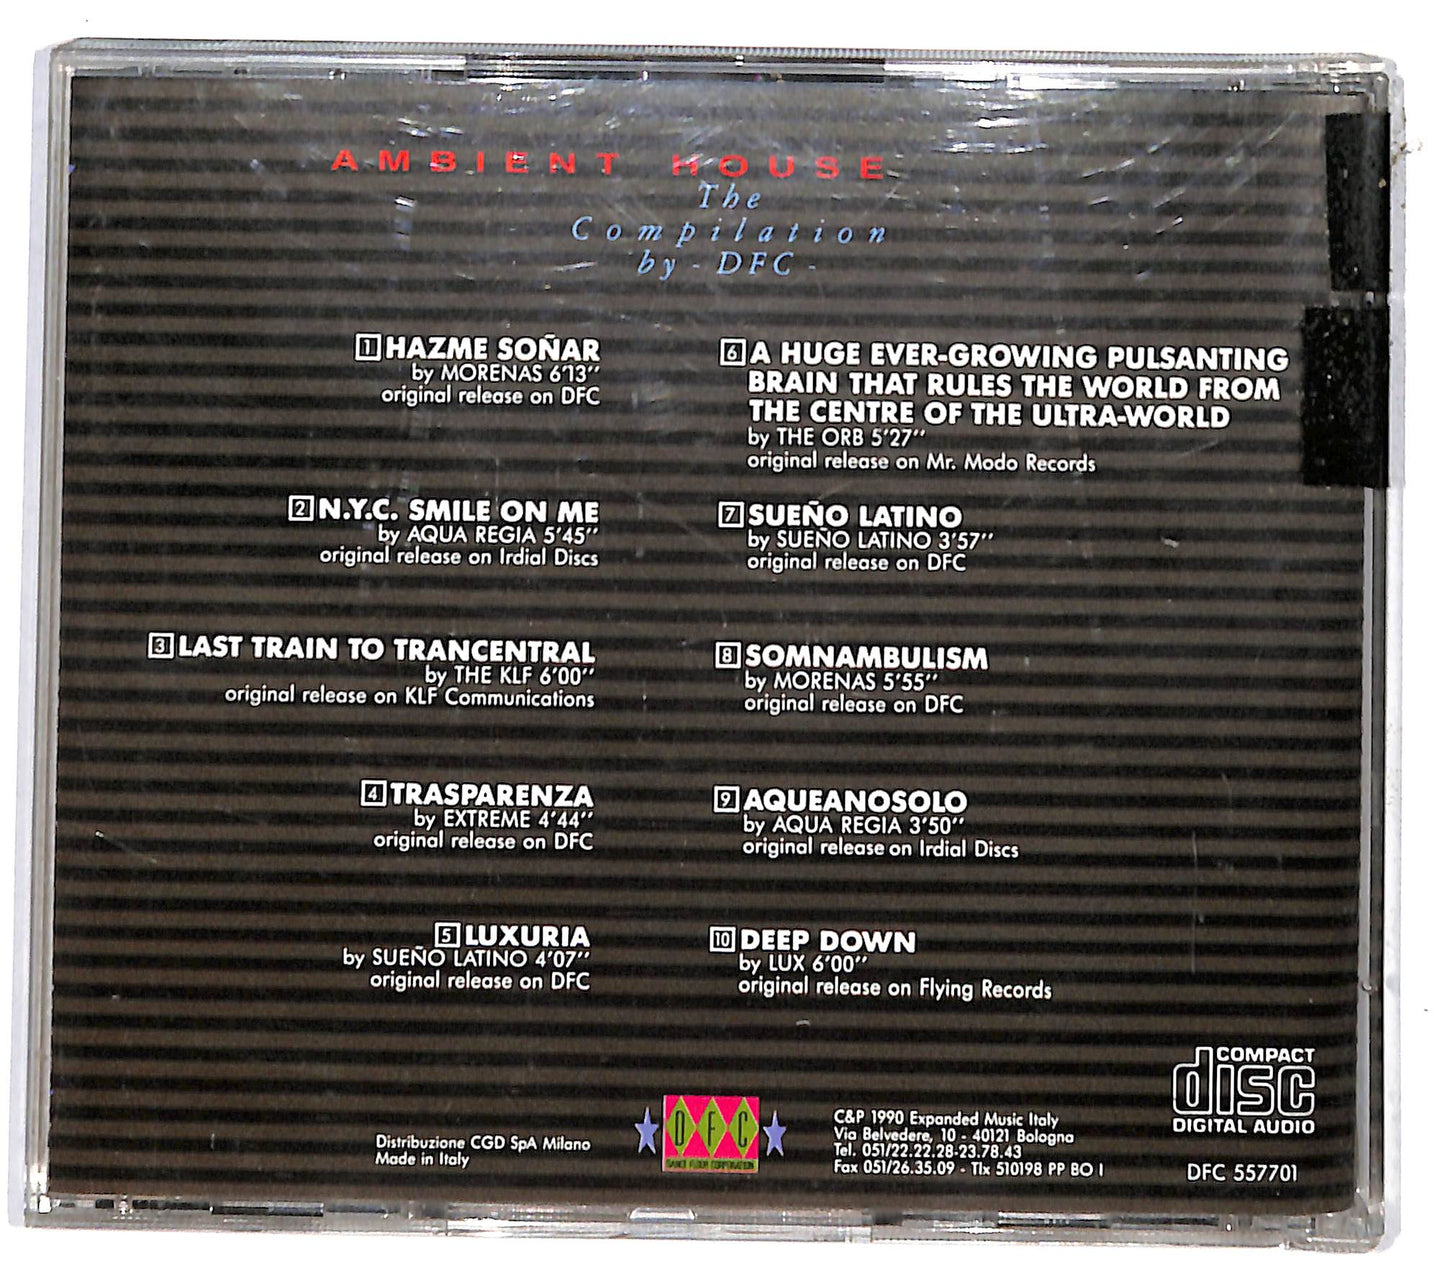 AMBIENT HOUSE
The
Compilation
by - DFC -
1 HAZME SOÑAR
by MORENAS 6'13''
original release on DFC
2 N.Y.C. SMILE ON ME
by AQUA REGIA 5'45''
original release on Irdial Discs
3 LAST TRAIN TO TRANCENTRAL
by THE KLF 6'00''
original release on KLF Communications
4 TRASPARENZA
by EXTREME 4'44''
original release on DFC
5 LUXURIA
by SUEÑO LATINO 4'07''
original release on DFC
6 A HUGE EVER-GROWING PULSANTING
BRAIN THAT RULES THE WORLD FROM
THE CENTRE OF THE ULTRA-WORLD
by THE ORB 5'27''
original release on Mr. Modo Records
7 SUEÑO LATINO
by SUEÑO LATINO 3'57''
original release on DFC
8 SOMNAMBULISM
by MORENAS 5'55''
original release on DFC
9 AQUEANOSOLO
by AQUA REGIA 3'50''
original release on Irdial Discs
10 DEEP DOWN
by LUX 6'00''
original release on Flying Records
Distribuzione CGD SpA Milano
Made in Italy
DFC
DANCE FLOOR CORPORATION
C&P 1990 Expanded Music Italy
Via Belvedere, 10 - 40121 Bologna
Tel. 051/22.22.28-23.78.43
Fax 051/26.35.09 - Tlx 510198 PP BO I
COMPACT
disc
DIGITAL AUDIO
DFC 557701